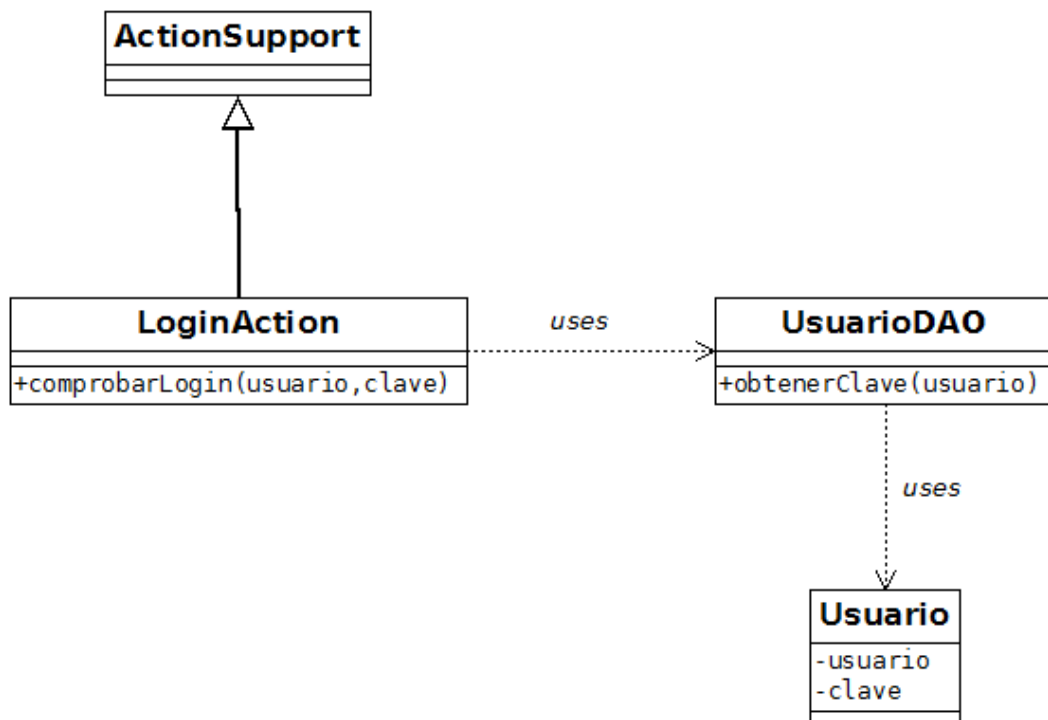 ActionSupport
LoginAction
+comprobarLogin(usuario,clave)
uses
UsuarioDAO
+obtenerClave(usuario)
uses
Usuario
-usuario
-clave